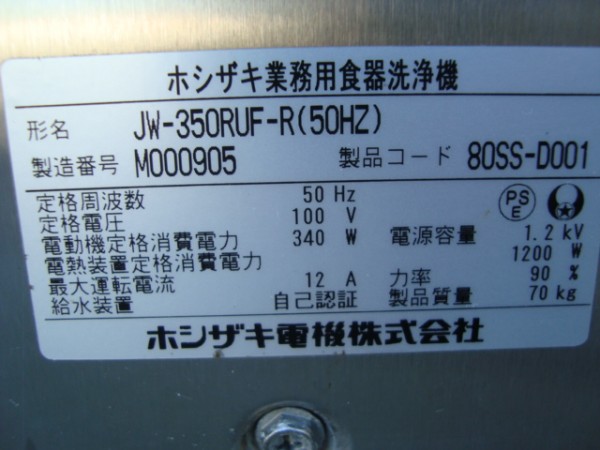 ホシザキ業務用食器洗浄機
形名 JW-350RUF-R(50HZ)
製造番号 M000905 製品コード 80SS-D001
定格周波数 50 Hz PSE
定格電圧 100 V
電動機定格消費電力 340 W 電源容量 1.2 kV
電熱装置定格消費電力 1200 W
最大運転電流 12 A 力率 90 %
給水装置 自己認証 製品質量 70 kg
ホシザキ電機株式会社